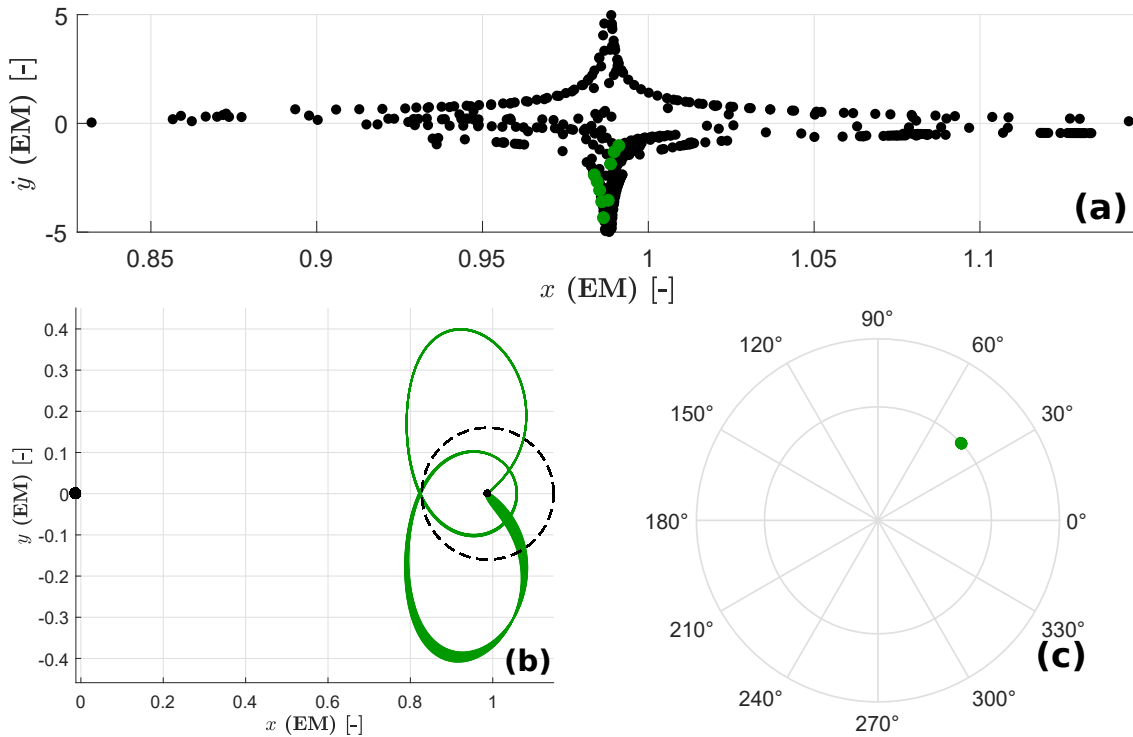 5
0
-5
ẏ (EM) [-]
(a)
0.85 0.9 0.95 1 1.05 1.1
x (EM) [-]
0.4
0.3
0.2
0.1
0
-0.1
-0.2
-0.3
-0.4
y (EM) [-]
(b)
0 0.2 0.4 0.6 0.8 1
x (EM) [-]
90°
120° 60°
150° 30°
180° 0°
210° 330°
(c)
240° 300°
270°